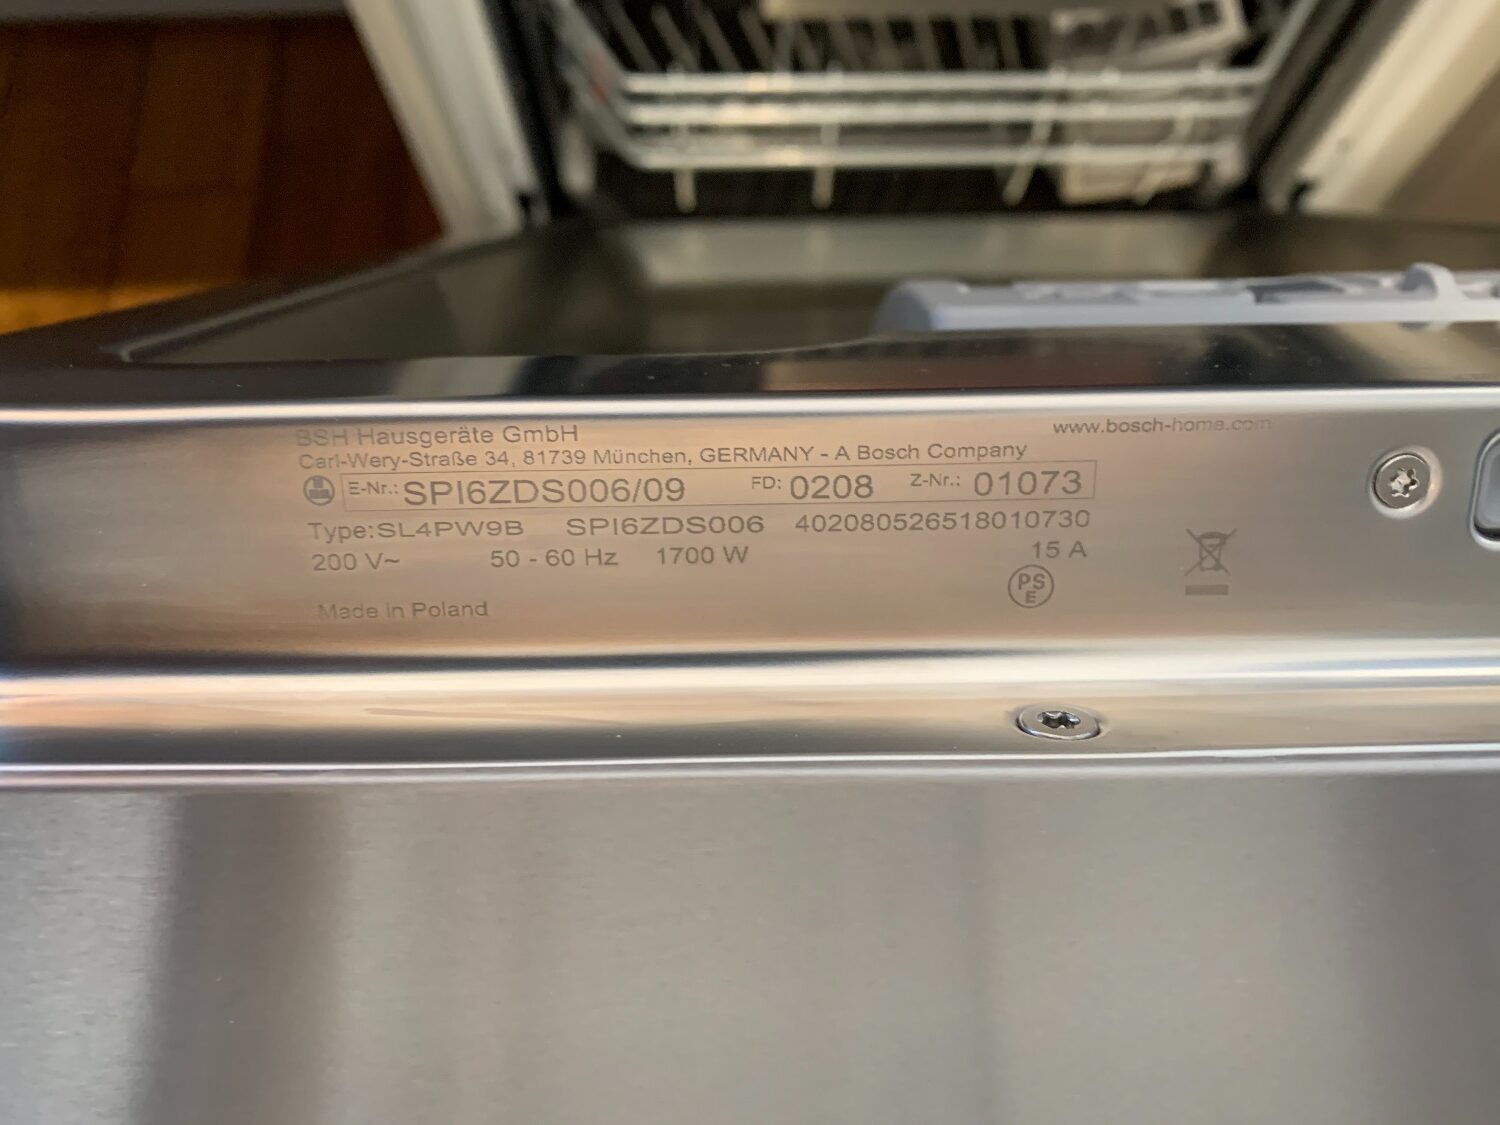 BSH Hausgeräte GmbH
www.bosch-home.com
Carl-Wery-Straße 34, 81739 München, GERMANY - A Bosch Company
E-Nr.: SPI6ZDS006/09 FD: 0208 Z-Nr.: 01073
Type:SL4PW9B SPI6ZDS006 402080526518010730
200 V~ 50 - 60 Hz 1700 W 15 A
PS
E
Made in Poland